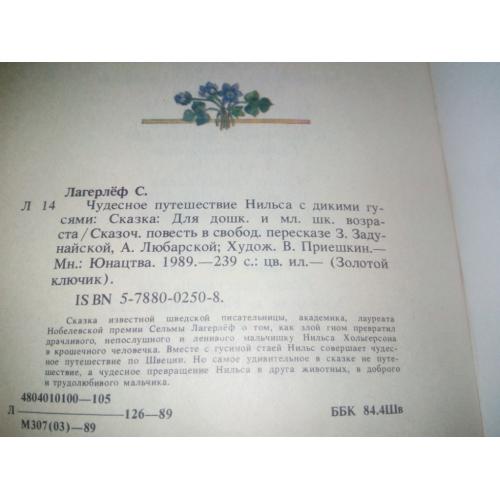 Лагерлёф С.
Л 14 Чудесное путешествие Нильса с дикими гу-
сями: Сказка: Для дошк. и мл. шк. возра-
ста/Сказоч. повесть в свобод. пересказе З. Заду-
найской, А. Любарской; Худож. В. Приешкин.—
Мн.: Юнацтва. 1989.—239 с.: цв. ил.— (Золотой
ключик).
ISBN 5-7880-0250-8.
Сказка известной шведской писательницы, академика, лауреата
Нобелевской премии Сельмы Лагерлёф о том, как злой гном превратил
драчливого, непослушного и ленивого мальчишку Нильса Хольгерсона
в крошечного человечка. Вместе с гусиной стаей Нильс совершает чудес-
ное путешествие по Швеции. Но самое удивительное в сказке не путе-
шествие, а чудесное превращение Нильса в друга животных, в доброго
и трудолюбивого мальчика.
4804010100—105
Л—126—89
М307(03)—89
ББК 84.4Шв